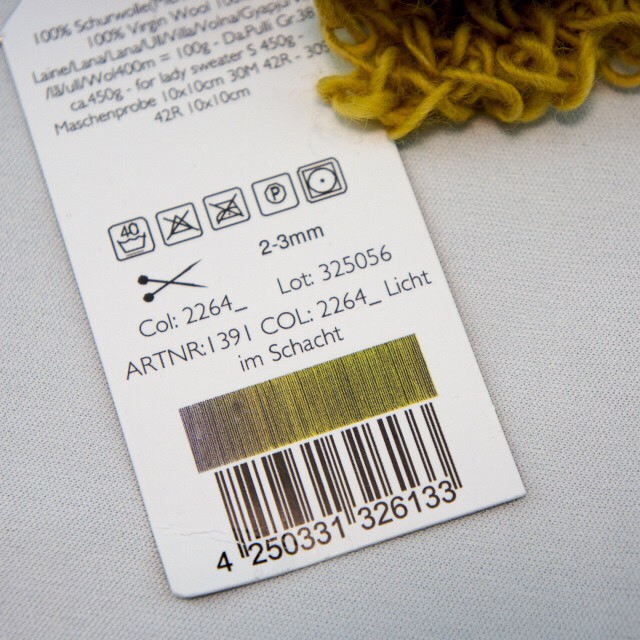 100% Schurwolle
100% Virgin Wool 100%
Laine/Lana/Lana/Ull/Villa/Volna/
/lã/ull/Wol400m = 100g - Da.Pulli Gr.38
ca.450g - for lady sweater S 450g -
Maschenprobe 10x10cm 30M 42R - 30S
42R 10x10cm
40
P
2-3mm
Col: 2264_ Lot: 325056
ARTNR:1391 COL: 2264_ Licht
im Schacht
4 250331 326133